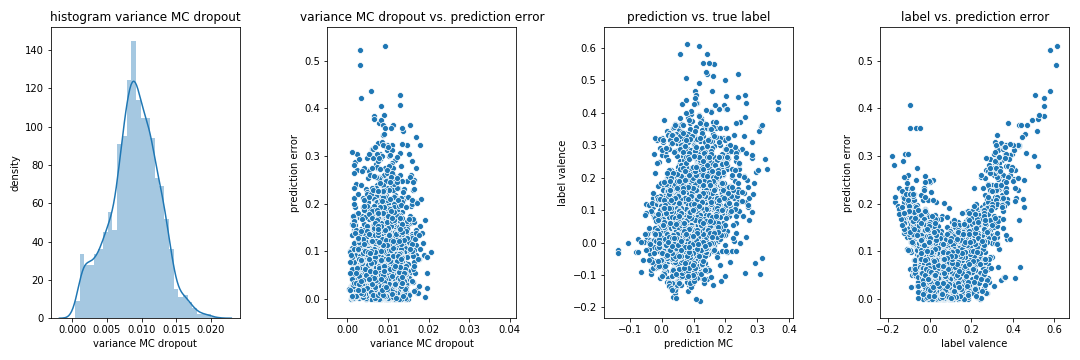 histogram variance MC dropout
140
120
100
80
60
40
20
0
density
0.000 0.005 0.010 0.015 0.020
variance MC dropout
variance MC dropout vs. prediction error
0.5
0.4
0.3
0.2
0.1
0.0
prediction error
0.00 0.01 0.02 0.03 0.04
variance MC dropout
prediction vs. true label
0.6
0.5
0.4
0.3
0.2
0.1
0.0
−0.1
−0.2
label valence
−0.1 0.0 0.1 0.2 0.3 0.4
prediction MC
label vs. prediction error
0.5
0.4
0.3
0.2
0.1
0.0
prediction error
−0.2 0.0 0.2 0.4 0.6
label valence